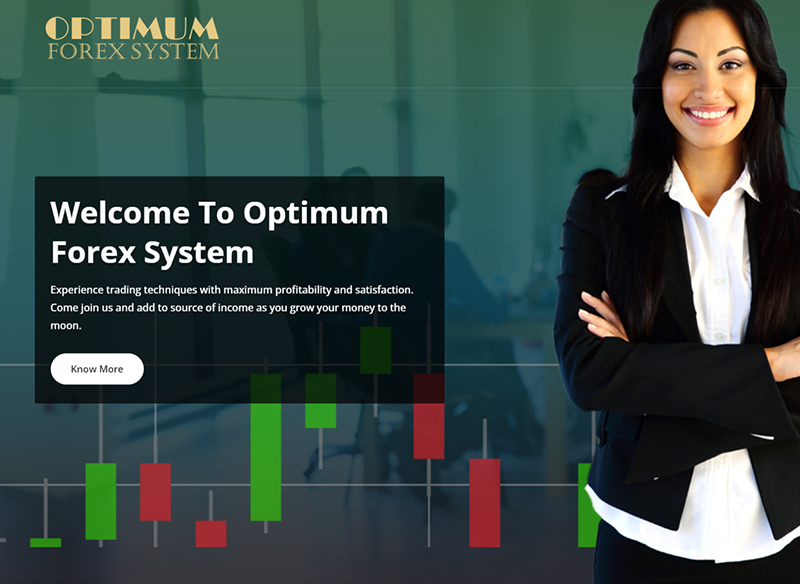 OPTIMUM
FOREX SYSTEM
Welcome To Optimum
Forex System
Experience trading techniques with maximum profitability and satisfaction.
Come join us and add to source of income as you grow your money to the
moon.
Know More